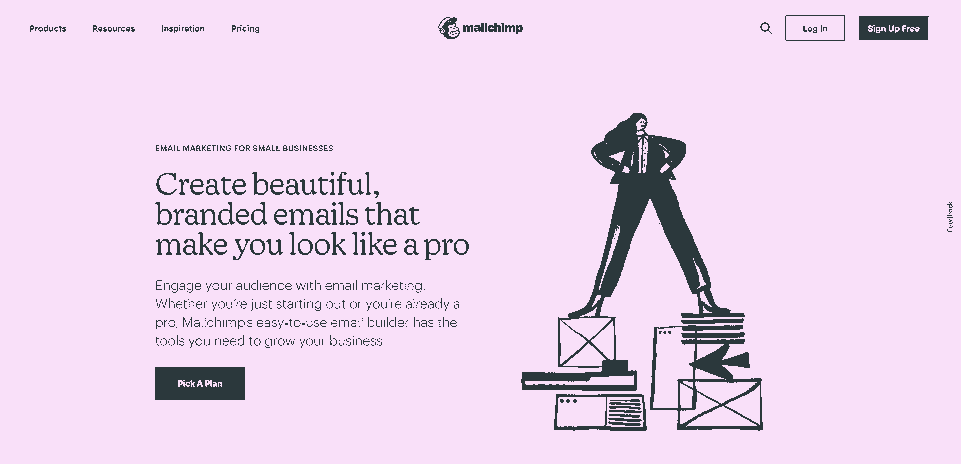 Products Resources Inspiration Pricing mailchimp Log In Sign Up Free
EMAIL MARKETING FOR SMALL BUSINESSES
Create beautiful,
branded emails that
make you look like a pro
Engage your audience with email marketing.
Whether you're just starting out or you're already a
pro, Mailchimp's easy-to-use email builder has the
tools you need to grow your business.
Pick A Plan
Feedback